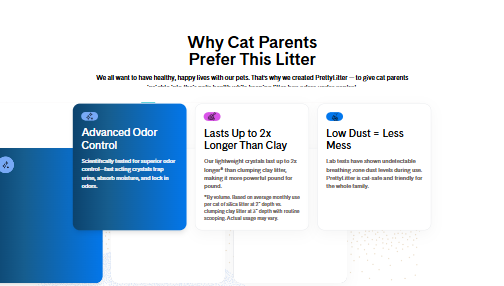 Why Cat Parents
Prefer This Litter
We all want to have healthy, happy lives with our pets. That's why we created PrettyLitter — to give cat parents
Advanced Odor
Control
Scientifically tested for superior odor
control—fast acting crystals trap
urine, absorb moisture, and lock in
odors.
Lasts Up to 2x
Longer Than Clay
Our lightweight crystals last up to 2x
longer* than clumping clay litter,
making it more powerful pound for
pound.
*By volume. Based on average monthly use
per cat of silica litter at 2" depth vs.
clumping clay litter at 3" depth with routine
scooping. Actual usage may vary.
Low Dust = Less
Mess
Lab tests have shown undetectable
breathing zone dust levels during use.
PrettyLitter is cat-safe and friendly for
the whole family.